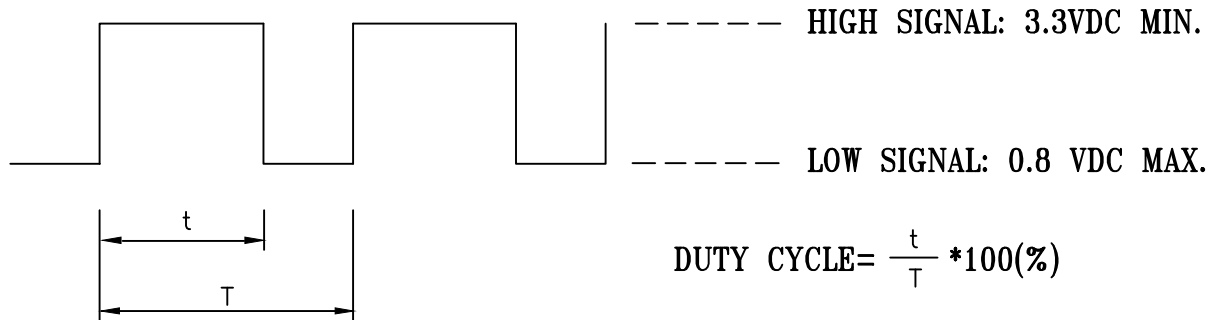 HIGH SIGNAL: 3.3VDC MIN.
LOW SIGNAL: 0.8 VDC MAX.
t
T
DUTY CYCLE= t/T *100(%)